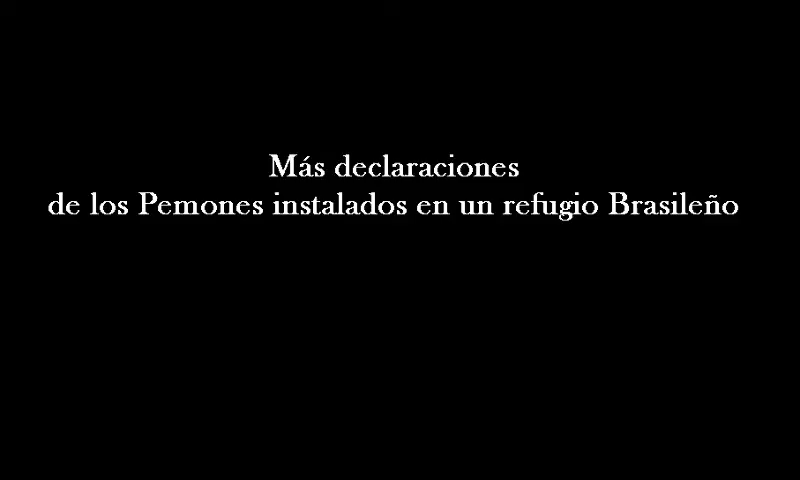 Más declaraciones
de los Pemones instalados en un refugio Brasileño